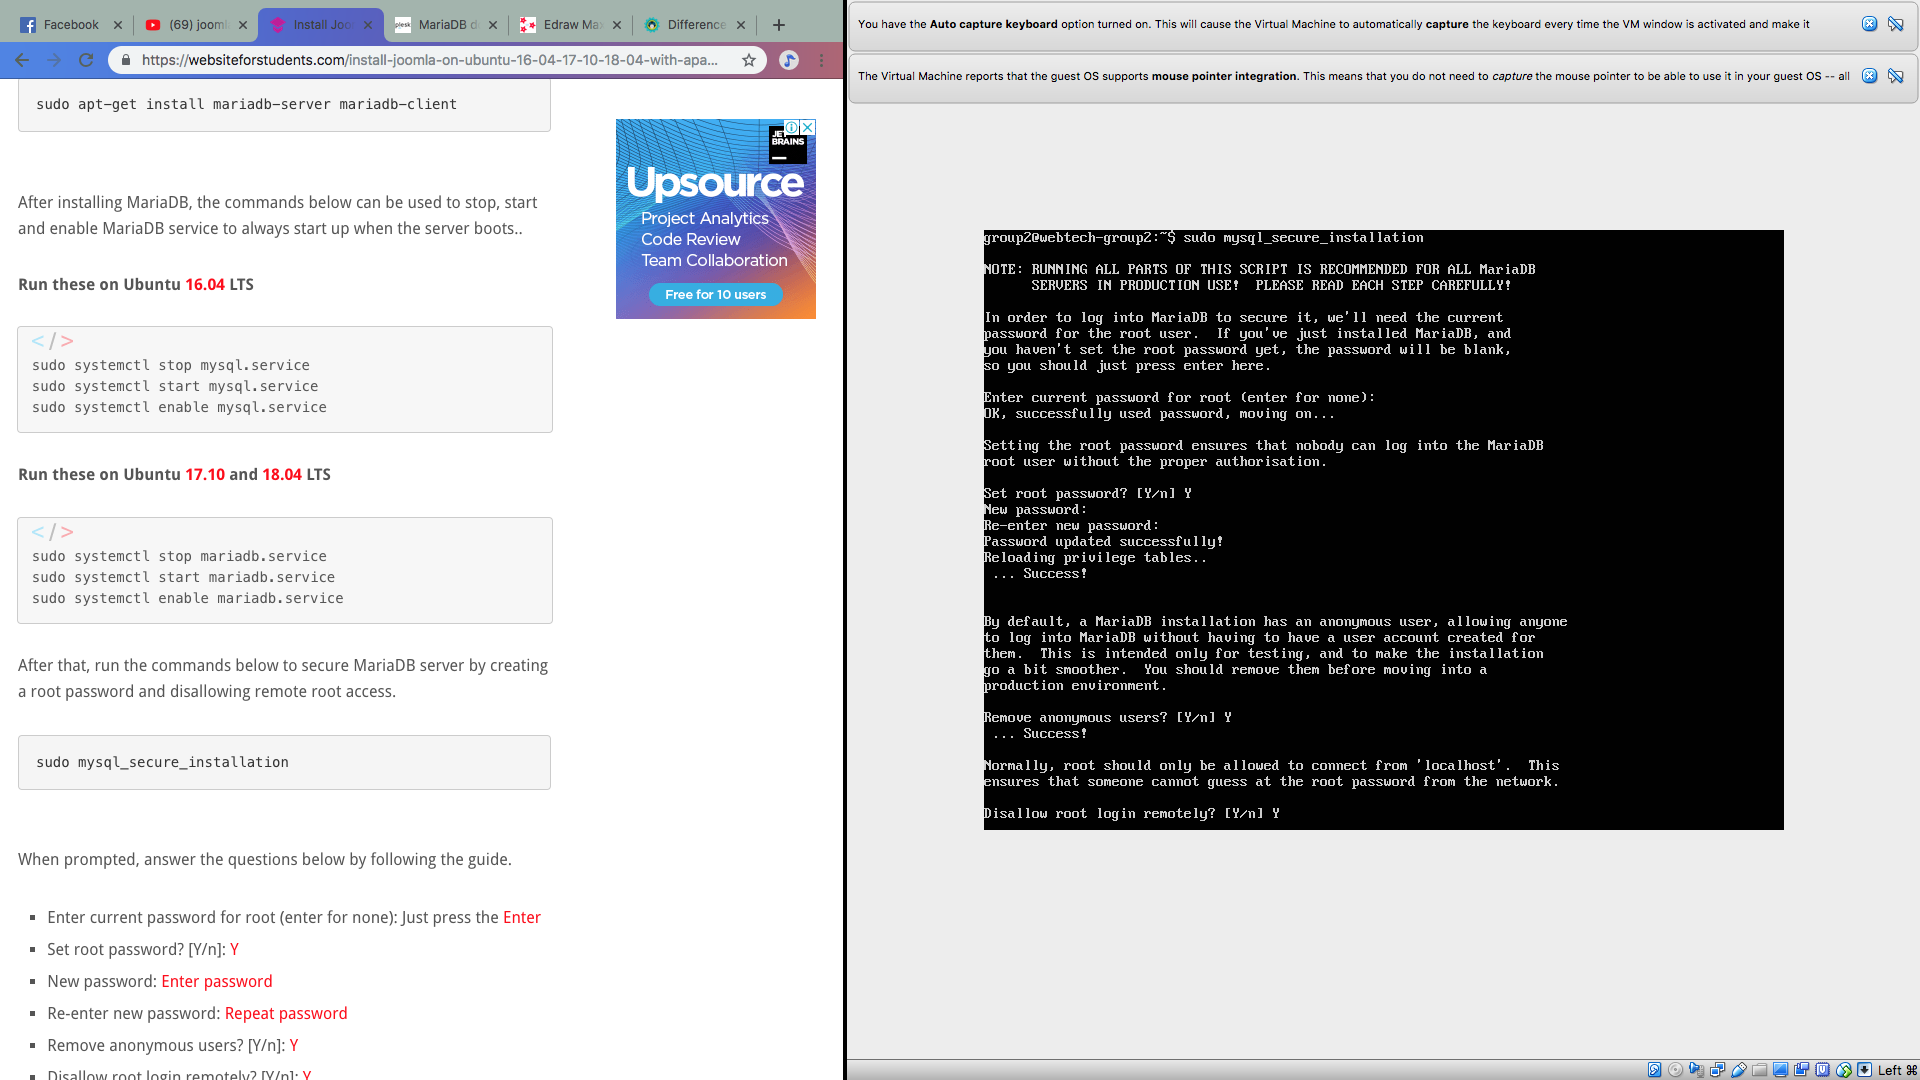 Facebook
(69) jooml
Install Joo
plesk MariaDB d
Edraw Ma
Difference
https://websiteforstudents.com/install-joomla-on-ubuntu-16-04-17-10-18-04-with-apa...
sudo apt-get install mariadb-server mariadb-client
After installing MariaDB, the commands below can be used to stop, start
and enable MariaDB service to always start up when the server boots..
Run these on Ubuntu 16.04 LTS
</>
sudo systemctl stop mysql.service
sudo systemctl start mysql.service
sudo systemctl enable mysql.service
Run these on Ubuntu 17.10 and 18.04 LTS
</>
sudo systemctl stop mariadb.service
sudo systemctl start mariadb.service
sudo systemctl enable mariadb.service
After that, run the commands below to secure MariaDB server by creating
a root password and disallowing remote root access.
sudo mysql_secure_installation
When prompted, answer the questions below by following the guide.
Enter current password for root (enter for none): Just press the Enter
Set root password? [Y/n]: Y
New password: Enter password
Re-enter new password: Repeat password
Remove anonymous users? [Y/n]: Y
Disallow root login remotely? [Y/n]: Y
JET
BRAINS
Upsource
Project Analytics
Code Review
Team Collaboration
Free for 10 users
You have the Auto capture keyboard option turned on. This will cause the Virtual Machine to automatically capture the keyboard every time the VM window is activated and make it
The Virtual Machine reports that the guest OS supports mouse pointer integration. This means that you do not need to capture the mouse pointer to be able to use it in your guest OS -- all
group2@webtech-group2:~$ sudo mysql_secure_installation
NOTE: RUNNING ALL PARTS OF THIS SCRIPT IS RECOMMENDED FOR ALL MariaDB
SERVERS IN PRODUCTION USE!  PLEASE READ EACH STEP CAREFULLY!
In order to log into MariaDB to secure it, we'll need the current
password for the root user.  If you've just installed MariaDB, and
you haven't set the root password yet, the password will be blank,
so you should just press enter here.
Enter current password for root (enter for none):
OK, successfully used password, moving on...
Setting the root password ensures that nobody can log into the MariaDB
root user without the proper authorisation.
Set root password? [Y/n] Y
New password:
Re-enter new password:
Password updated successfully!
Reloading privilege tables..
... Success!
By default, a MariaDB installation has an anonymous user, allowing anyone
to log into MariaDB without having to have a user account created for
them.  This is intended only for testing, and to make the installation
go a bit smoother.  You should remove them before moving into a
production environment.
Remove anonymous users? [Y/n] Y
... Success!
Normally, root should only be allowed to connect from 'localhost'.  This
ensures that someone cannot guess at the root password from the network.
Disallow root login remotely? [Y/n] Y
Left ⌘